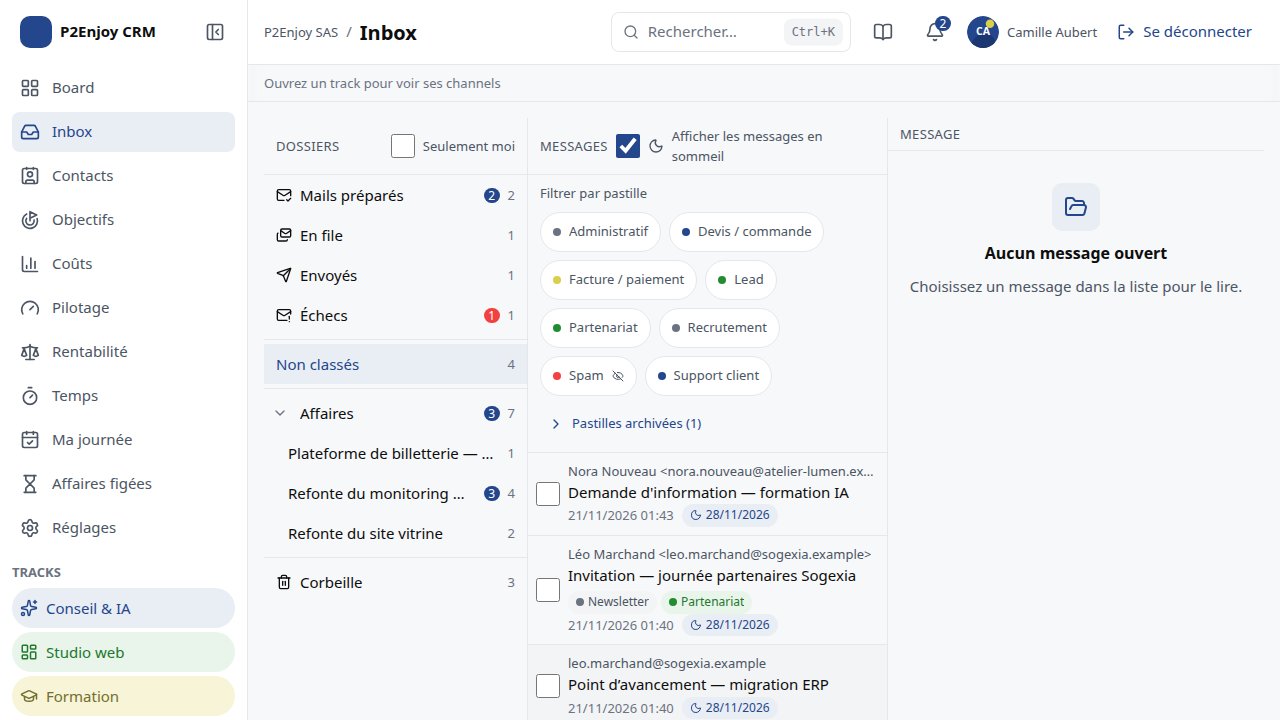 P2Enjoy CRM
Board
Inbox
Contacts
Objectifs
Coûts
Pilotage
Rentabilité
Temps
Ma journée
Affaires figées
Réglages
TRACKS
Conseil & IA
Studio web
Formation
P2Enjoy SAS / Inbox
Rechercher... Ctrl+K
2
CA Camille Aubert
Se déconnecter
Ouvrez un track pour voir ses channels
DOSSIERS Seulement moi
Mails préparés 2 2
En file 1
Envoyés 1
Échecs 1 1
Non classés 4
Affaires 3 7
Plateforme de billetterie — ... 1
Refonte du monitoring ... 3 4
Refonte du site vitrine 2
Corbeille 3
MESSAGES Afficher les messages en
sommeil
Filtrer par pastille
Administratif Devis / commande
Facture / paiement Lead
Partenariat Recrutement
Spam Support client
Pastilles archivées (1)
Nora Nouveau <nora.nouveau@atelier-lumen.ex...
Demande d'information — formation IA
21/11/2026 01:43 28/11/2026
Léo Marchand <leo.marchand@sogexia.example>
Invitation — journée partenaires Sogexia
Newsletter Partenariat
21/11/2026 01:40 28/11/2026
leo.marchand@sogexia.example
Point d’avancement — migration ERP
21/11/2026 01:40 28/11/2026
MESSAGE
Aucun message ouvert
Choisissez un message dans la liste pour le lire.